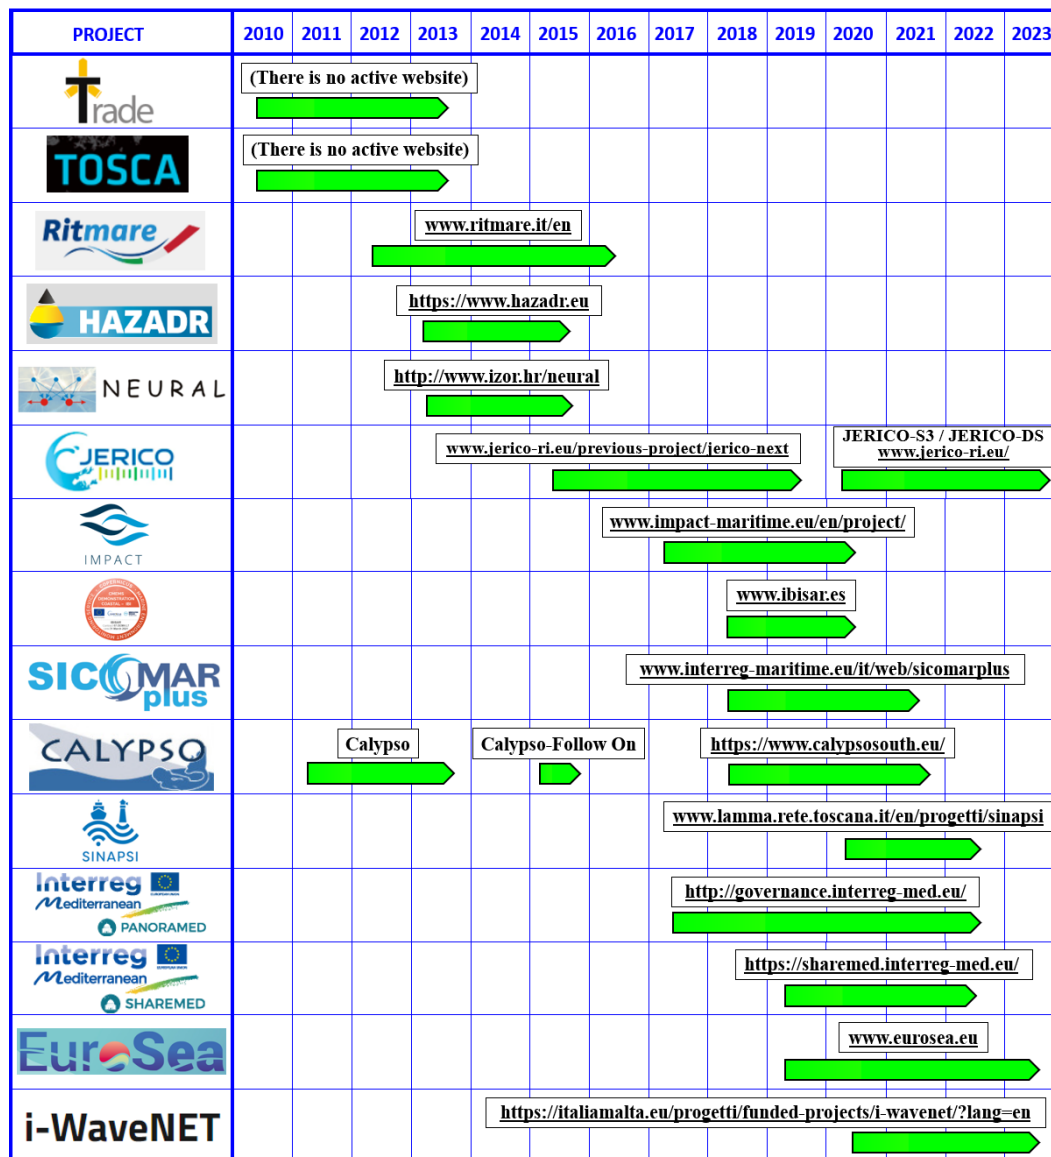 PROJECT 2010 2011 2012 2013 2014 2015 2016 2017 2018 2019 2020 2021 2022 2023
(There is no active website)
Trade
(There is no active website)
TOSCA
www.ritmare.it/en
Ritmare
https://www.hazadr.eu
HAZADR
http://www.izor.hr/neural
NEURAL
JERICO-S3 / JERICO-DS
www.jerico-ri.eu/previous-project/jerico-next www.jerico-ri.eu/
JERICO
www.impact-maritime.eu/en/project/
IMPACT
www.ibisar.es
www.interreg-maritime.eu/it/web/sicomarplus
SICOMAR
plus
Calypso Calypso-Follow On https://www.calypsosouth.eu/
CALYPSO
www.lamma.rete.toscana.it/en/progetti/sinapsi
SINAPSI
Interreg
http://governance.interreg-med.eu/
Mediterranean
PANORAMED
Interreg
https://sharemed.interreg-med.eu/
Mediterranean
SHAREMED
www.eurosea.eu
EuroSea
https://italiamalta.eu/progetti/funded-projects/i-wavenet/?lang=en
i-WaveNET